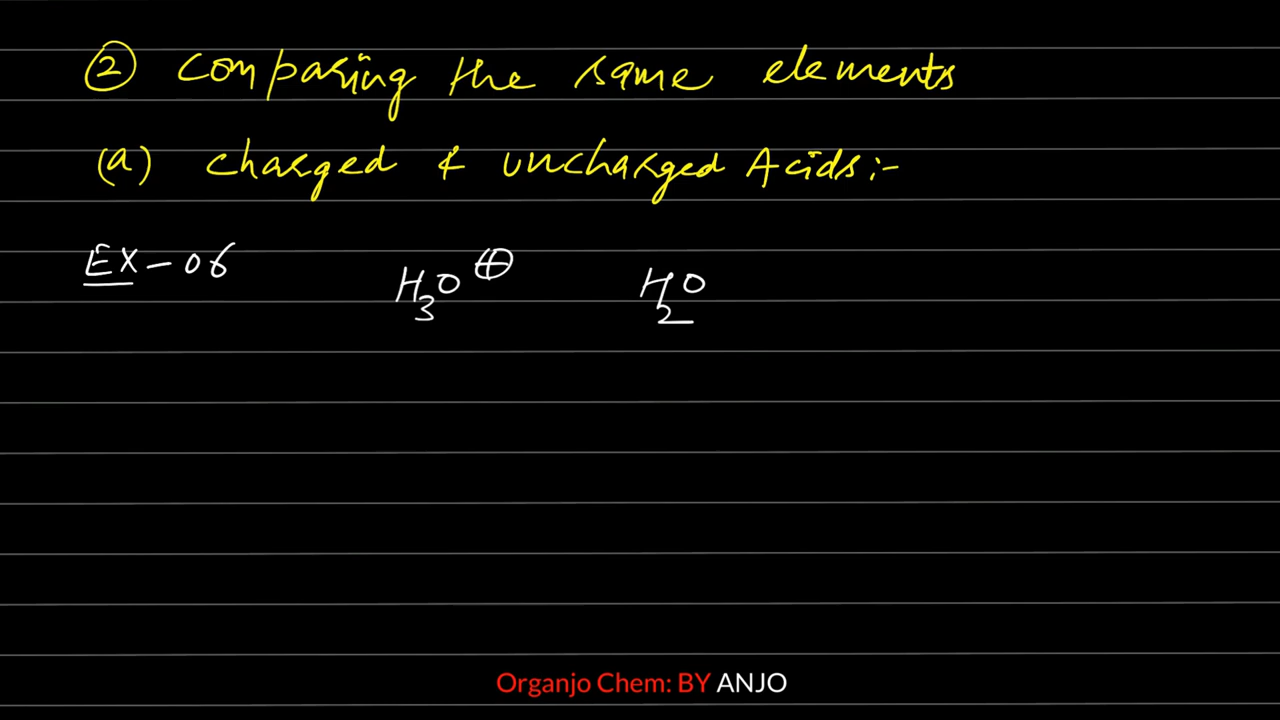 ② Comparing the same elements
(a) Charged & uncharged Acids:-
EX-06 H₃O⊕ H₂O
Organjo Chem: BY ANJO